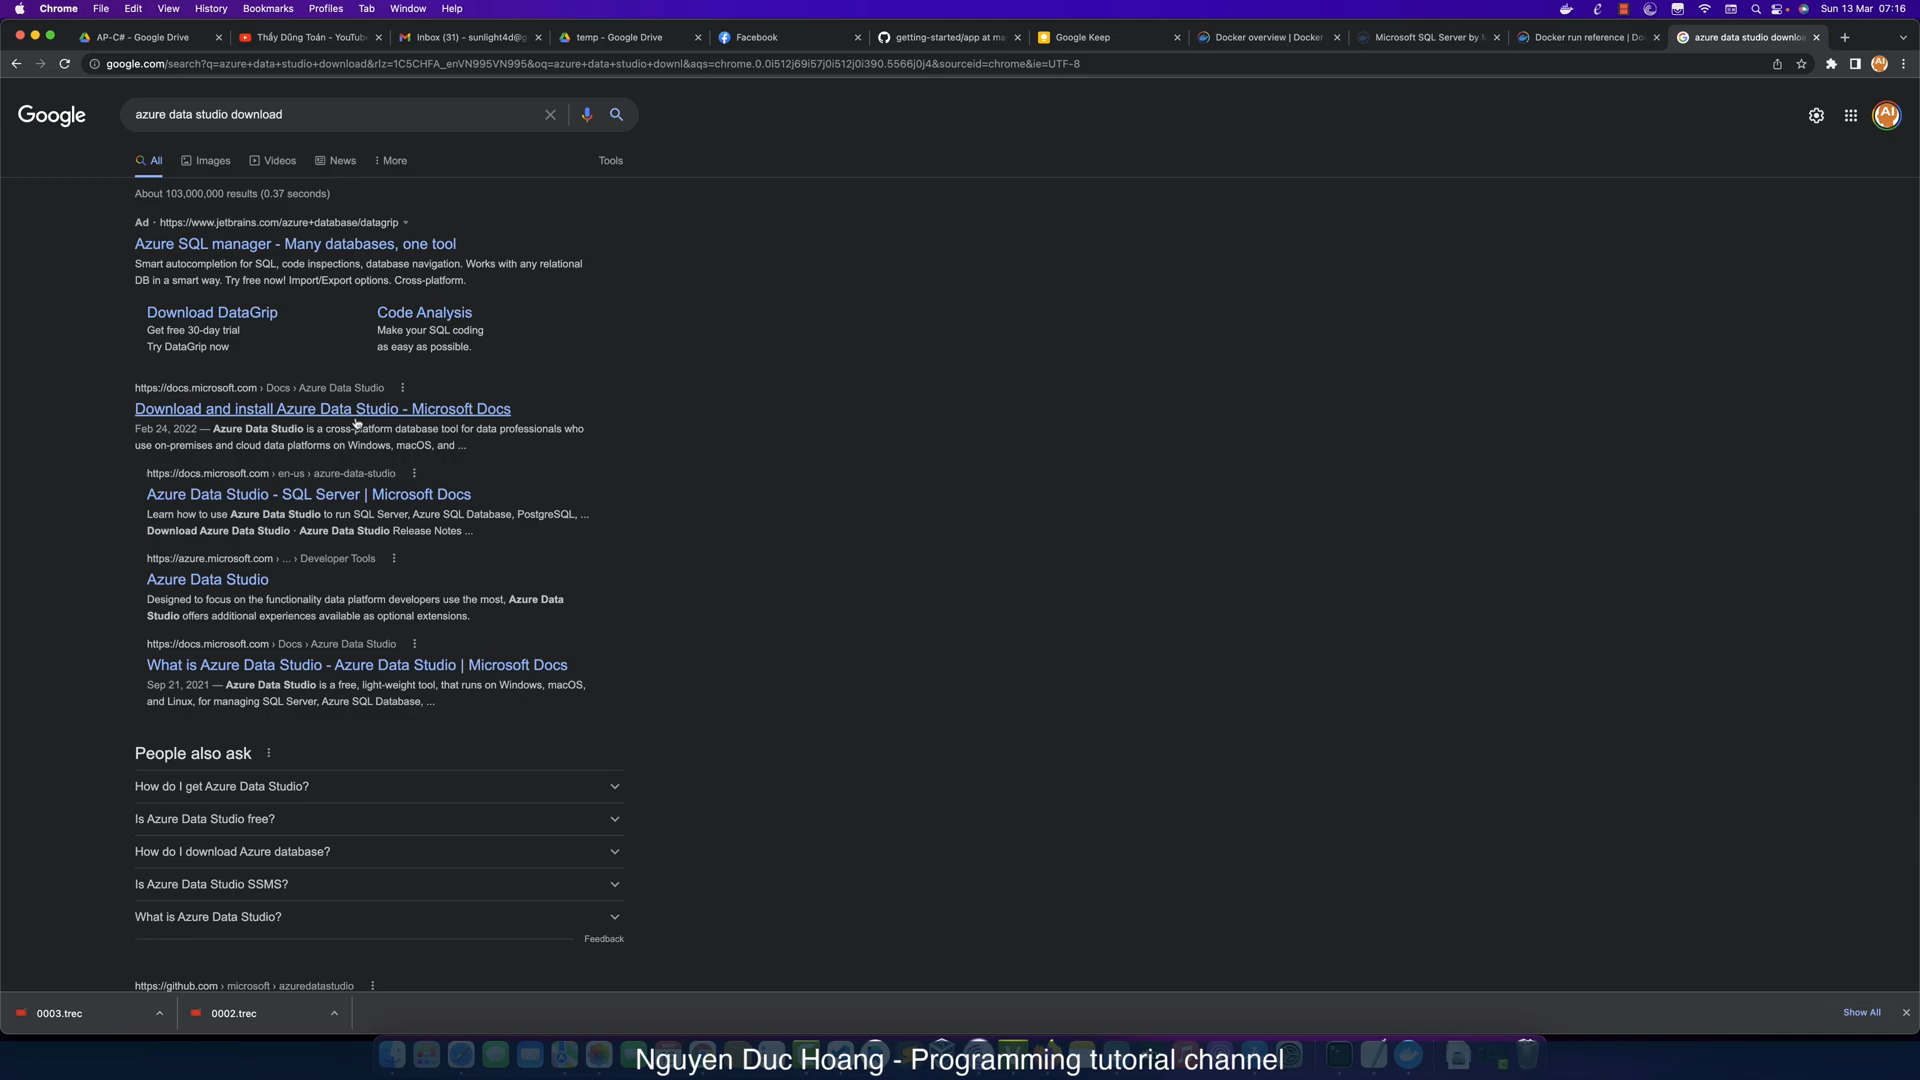 Chrome File Edit View History Bookmarks Profiles Tab Window Help Sun 13 Mar 07:16
AP-C# - Google Drive Thầy Dũng Toán - YouTube Inbox (31) - sunlight4d@g temp - Google Drive Facebook getting-started/app at ma Google Keep Docker overview | Docker Microsoft SQL Server by M Docker run reference | Do azure data studio downloa
google.com/search?q=azure+data+studio+download&rlz=1C5CHFA_enVN995VN995&oq=azure+data+studio+downl&aqs=chrome.0.0i512j69i57j0i512j0i390.5566j0j4&sourceid=chrome&ie=UTF-8
Google azure data studio download
All Images Videos News More Tools
About 103,000,000 results (0.37 seconds)
Ad · https://www.jetbrains.com/azure+database/datagrip
Azure SQL manager - Many databases, one tool
Smart autocompletion for SQL, code inspections, database navigation. Works with any relational
DB in a smart way. Try free now! Import/Export options. Cross-platform.
Download DataGrip Code Analysis
Get free 30-day trial Make your SQL coding
Try DataGrip now as easy as possible.
https://docs.microsoft.com › Docs › Azure Data Studio
Download and install Azure Data Studio - Microsoft Docs
Feb 24, 2022 — Azure Data Studio is a cross-platform database tool for data professionals who
use on-premises and cloud data platforms on Windows, macOS, and ...
https://docs.microsoft.com › en-us › azure-data-studio
Azure Data Studio - SQL Server | Microsoft Docs
Learn how to use Azure Data Studio to run SQL Server, Azure SQL Database, PostgreSQL, ...
Download Azure Data Studio · Azure Data Studio Release Notes ...
https://azure.microsoft.com › ... › Developer Tools
Azure Data Studio
Designed to focus on the functionality data platform developers use the most, Azure Data
Studio offers additional experiences available as optional extensions.
https://docs.microsoft.com › Docs › Azure Data Studio
What is Azure Data Studio - Azure Data Studio | Microsoft Docs
Sep 21, 2021 — Azure Data Studio is a free, light-weight tool, that runs on Windows, macOS,
and Linux, for managing SQL Server, Azure SQL Database, ...
People also ask
How do I get Azure Data Studio?
Is Azure Data Studio free?
How do I download Azure database?
Is Azure Data Studio SSMS?
What is Azure Data Studio?
Feedback
https://github.com › microsoft › azuredatastudio
0003.trec 0002.trec Show All
Nguyen Duc Hoang - Programming tutorial channel